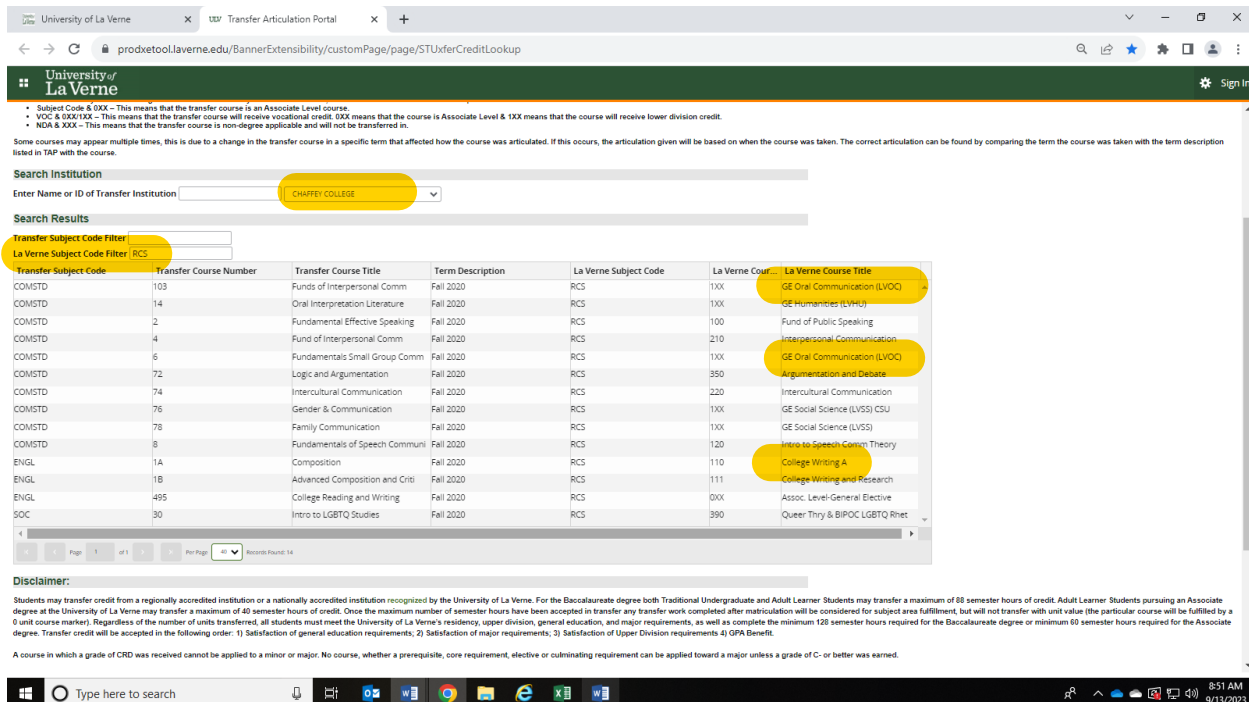 University of La Verne
ULV Transfer Articulation Portal
prodxetool.laverne.edu/BannerExtensibility/customPage/page/STUxferCreditLookup
University of
La Verne
Sign In
Subject Code & 0XX – This means that the transfer course is an Associate Level course.
VOC & 0XX/1XX – This means that the transfer course will receive vocational credit. 0XX means that the course is Associate Level & 1XX means that the course will receive lower division credit.
NDA & XXX – This means that the transfer course is non-degree applicable and will not be transferred in.
Some courses may appear multiple times, this is due to a change in the transfer course in a specific term that affected how the course was articulated. If this occurs, the articulation given will be based on when the course was taken. The correct articulation can be found by comparing the term the course was taken with the term description
listed in TAP with the course.
Search Institution
Enter Name or ID of Transfer Institution CHAFFEY COLLEGE
Search Results
Transfer Subject Code Filter
La Verne Subject Code Filter RCS
Transfer Subject Code Transfer Course Number Transfer Course Title Term Description La Verne Subject Code La Verne Cour... La Verne Course Title
COMSTD 103 Funds of Interpersonal Comm Fall 2020 RCS 1XX GE Oral Communication (LVOC)
COMSTD 14 Oral Interpretation Literature Fall 2020 RCS 1XX GE Humanities (LVHU)
COMSTD 2 Fundamental Effective Speaking Fall 2020 RCS 100 Fund of Public Speaking
COMSTD 4 Fund of Interpersonal Comm Fall 2020 RCS 210 Interpersonal Communication
COMSTD 6 Fundamentals Small Group Comm Fall 2020 RCS 1XX GE Oral Communication (LVOC)
COMSTD 72 Logic and Argumentation Fall 2020 RCS 350 Argumentation and Debate
COMSTD 74 Intercultural Communication Fall 2020 RCS 220 Intercultural Communication
COMSTD 76 Gender & Communication Fall 2020 RCS 1XX GE Social Science (LVSS) CSU
COMSTD 78 Family Communication Fall 2020 RCS 1XX GE Social Science (LVSS)
COMSTD 8 Fundamentals of Speech Communi Fall 2020 RCS 120 Intro to Speech Comm Theory
ENGL 1A Composition Fall 2020 RCS 110 College Writing A
ENGL 1B Advanced Composition and Criti Fall 2020 RCS 111 College Writing and Research
ENGL 495 College Reading and Writing Fall 2020 RCS 0XX Assoc. Level-General Elective
SOC 30 Intro to LGBTQ Studies Fall 2020 RCS 390 Queer Thry & BIPOC LGBTQ Rhet
Page 1 of 1 Per Page 40 Records Found: 14
Disclaimer:
Students may transfer credit from a regionally accredited institution or a nationally accredited institution recognized by the University of La Verne. For the Baccalaureate degree both Traditional Undergraduate and Adult Learner Students may transfer a maximum of 88 semester hours of credit. Adult Learner Students pursuing an Associate
degree at the University of La Verne may transfer a maximum of 40 semester hours of credit. Once the maximum number of semester hours have been accepted in transfer any transfer work completed after matriculation will be considered for subject area fulfillment, but will not transfer with unit value (the particular course will be fulfilled by a
0 unit course marker). Regardless of the number of units transferred, all students must meet the University of La Verne's residency, upper division, general education, and major requirements, as well as complete the minimum 128 semester hours required for the Baccalaureate degree or minimum 60 semester hours required for the Associate
degree. Transfer credit will be accepted in the following order: 1) Satisfaction of general education requirements; 2) Satisfaction of major requirements; 3) Satisfaction of Upper Division requirements 4) GPA Benefit.
A course in which a grade of CRD was received cannot be applied to a minor or major. No course, whether a prerequisite, core requirement, elective or culminating requirement can be applied toward a major unless a grade of C- or better was earned.
Type here to search
8:51 AM
9/13/2023